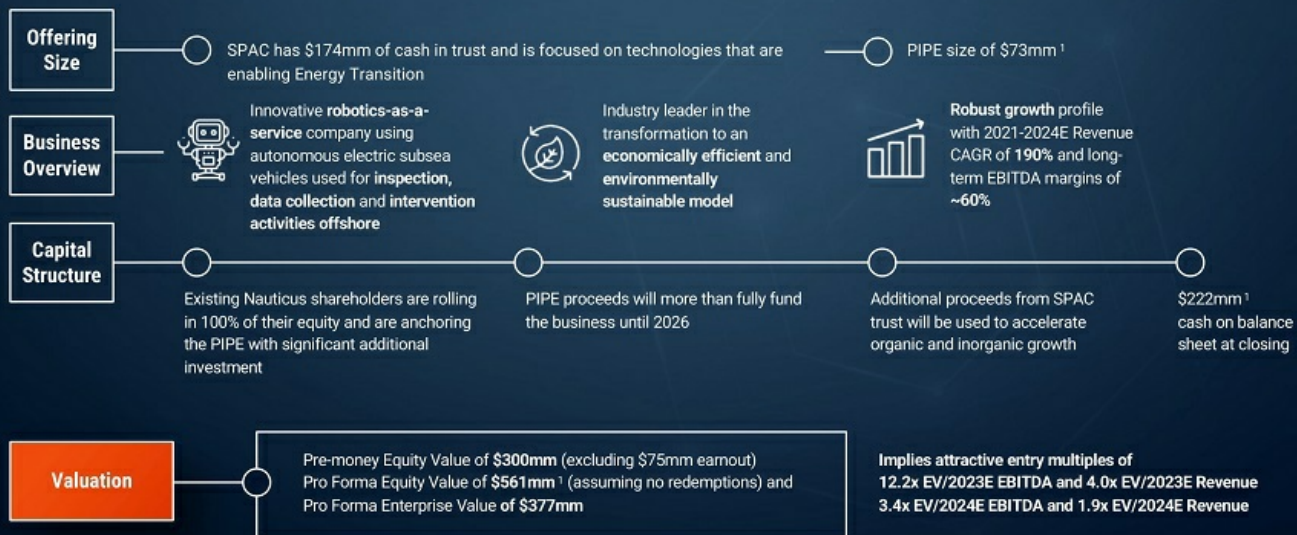 Offering
Size
SPAC has $174mm of cash in trust and is focused on technologies that are
enabling Energy Transition
PIPE size of $73mm ¹
Business
Overview
Innovative robotics-as-a-
service company using
autonomous electric subsea
vehicles used for inspection,
data collection and intervention
activities offshore
Industry leader in the
transformation to an
economically efficient and
environmentally
sustainable model
Robust growth profile
with 2021-2024E Revenue
CAGR of 190% and long-
term EBITDA margins of
~60%
Capital
Structure
Existing Nauticus shareholders are rolling
in 100% of their equity and are anchoring
the PIPE with significant additional
investment
PIPE proceeds will more than fully fund
the business until 2026
Additional proceeds from SPAC
trust will be used to accelerate
organic and inorganic growth
$222mm ¹
cash on balance
sheet at closing
Valuation
Pre-money Equity Value of $300mm (excluding $75mm earnout)
Pro Forma Equity Value of $561mm ¹ (assuming no redemptions) and
Pro Forma Enterprise Value of $377mm
Implies attractive entry multiples of
12.2x EV/2023E EBITDA and 4.0x EV/2023E Revenue
3.4x EV/2024E EBITDA and 1.9x EV/2024E Revenue